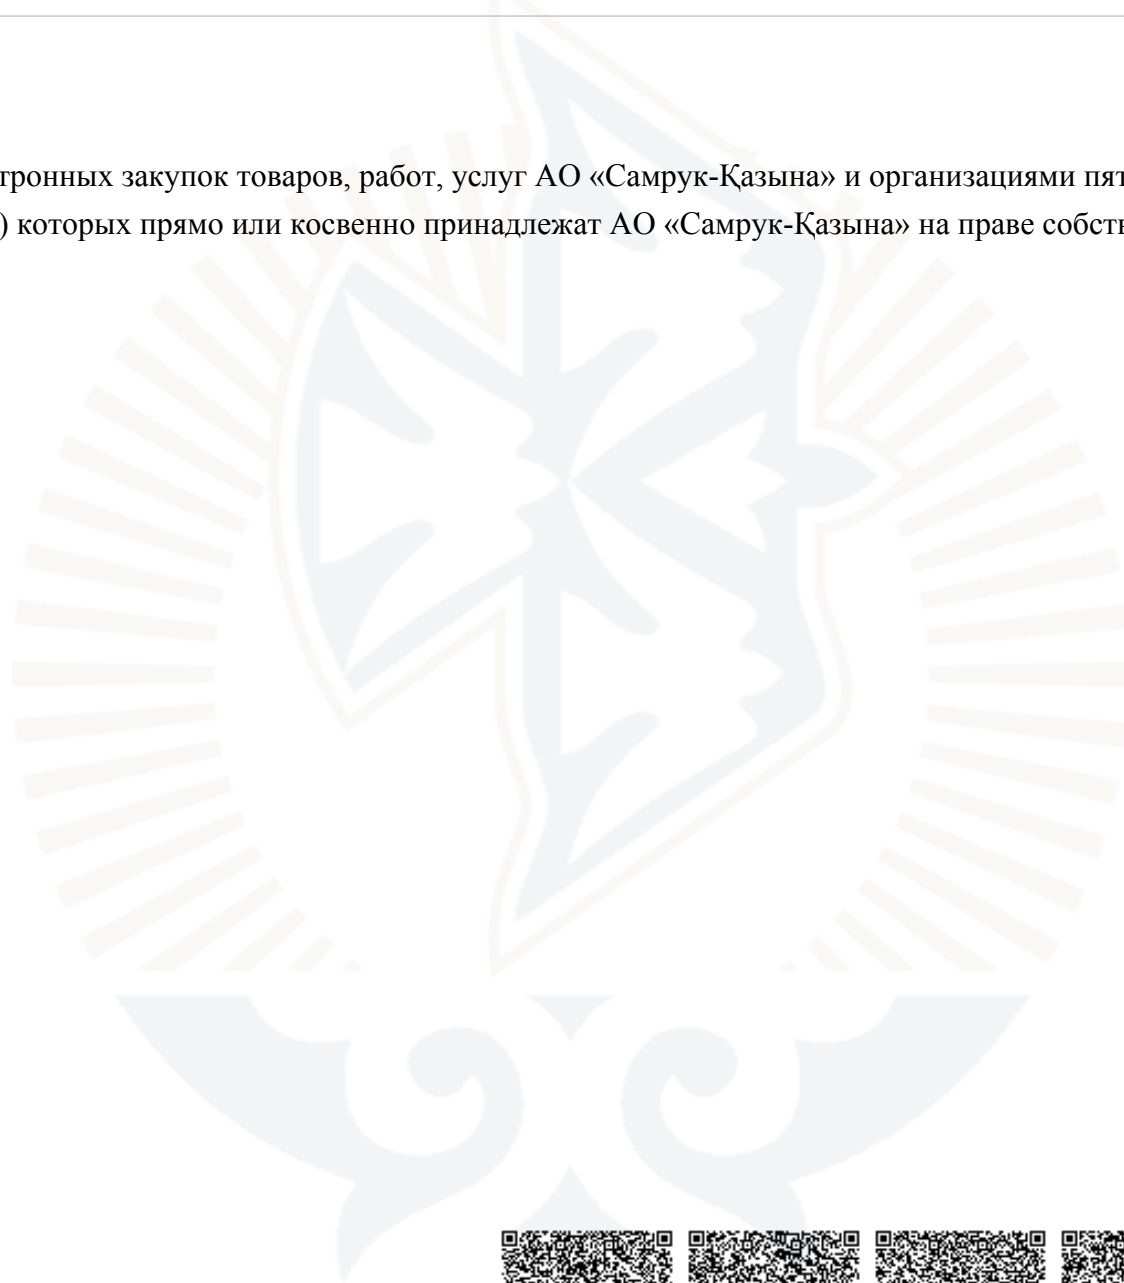 тронных закупок товаров, работ, услуг АО «Самрук-Қазына» и организациями пят
) которых прямо или косвенно принадлежат АО «Самрук-Қазына» на праве собств